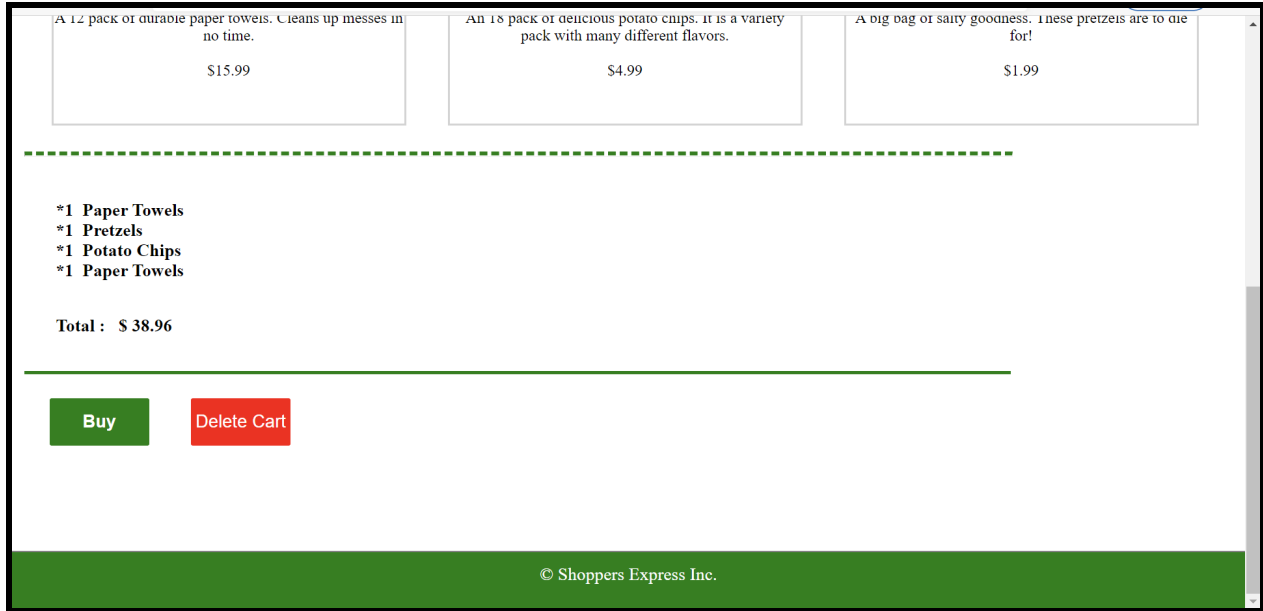 A 12 pack of durable paper towels. Cleans up messes in
no time.
$15.99
An 18 pack of delicious potato chips. It is a variety
pack with many different flavors.
$4.99
A big bag of salty goodness. These pretzels are to die
for!
$1.99
*1 Paper Towels
*1 Pretzels
*1 Potato Chips
*1 Paper Towels
Total : $ 38.96
Buy
Delete Cart
© Shoppers Express Inc.